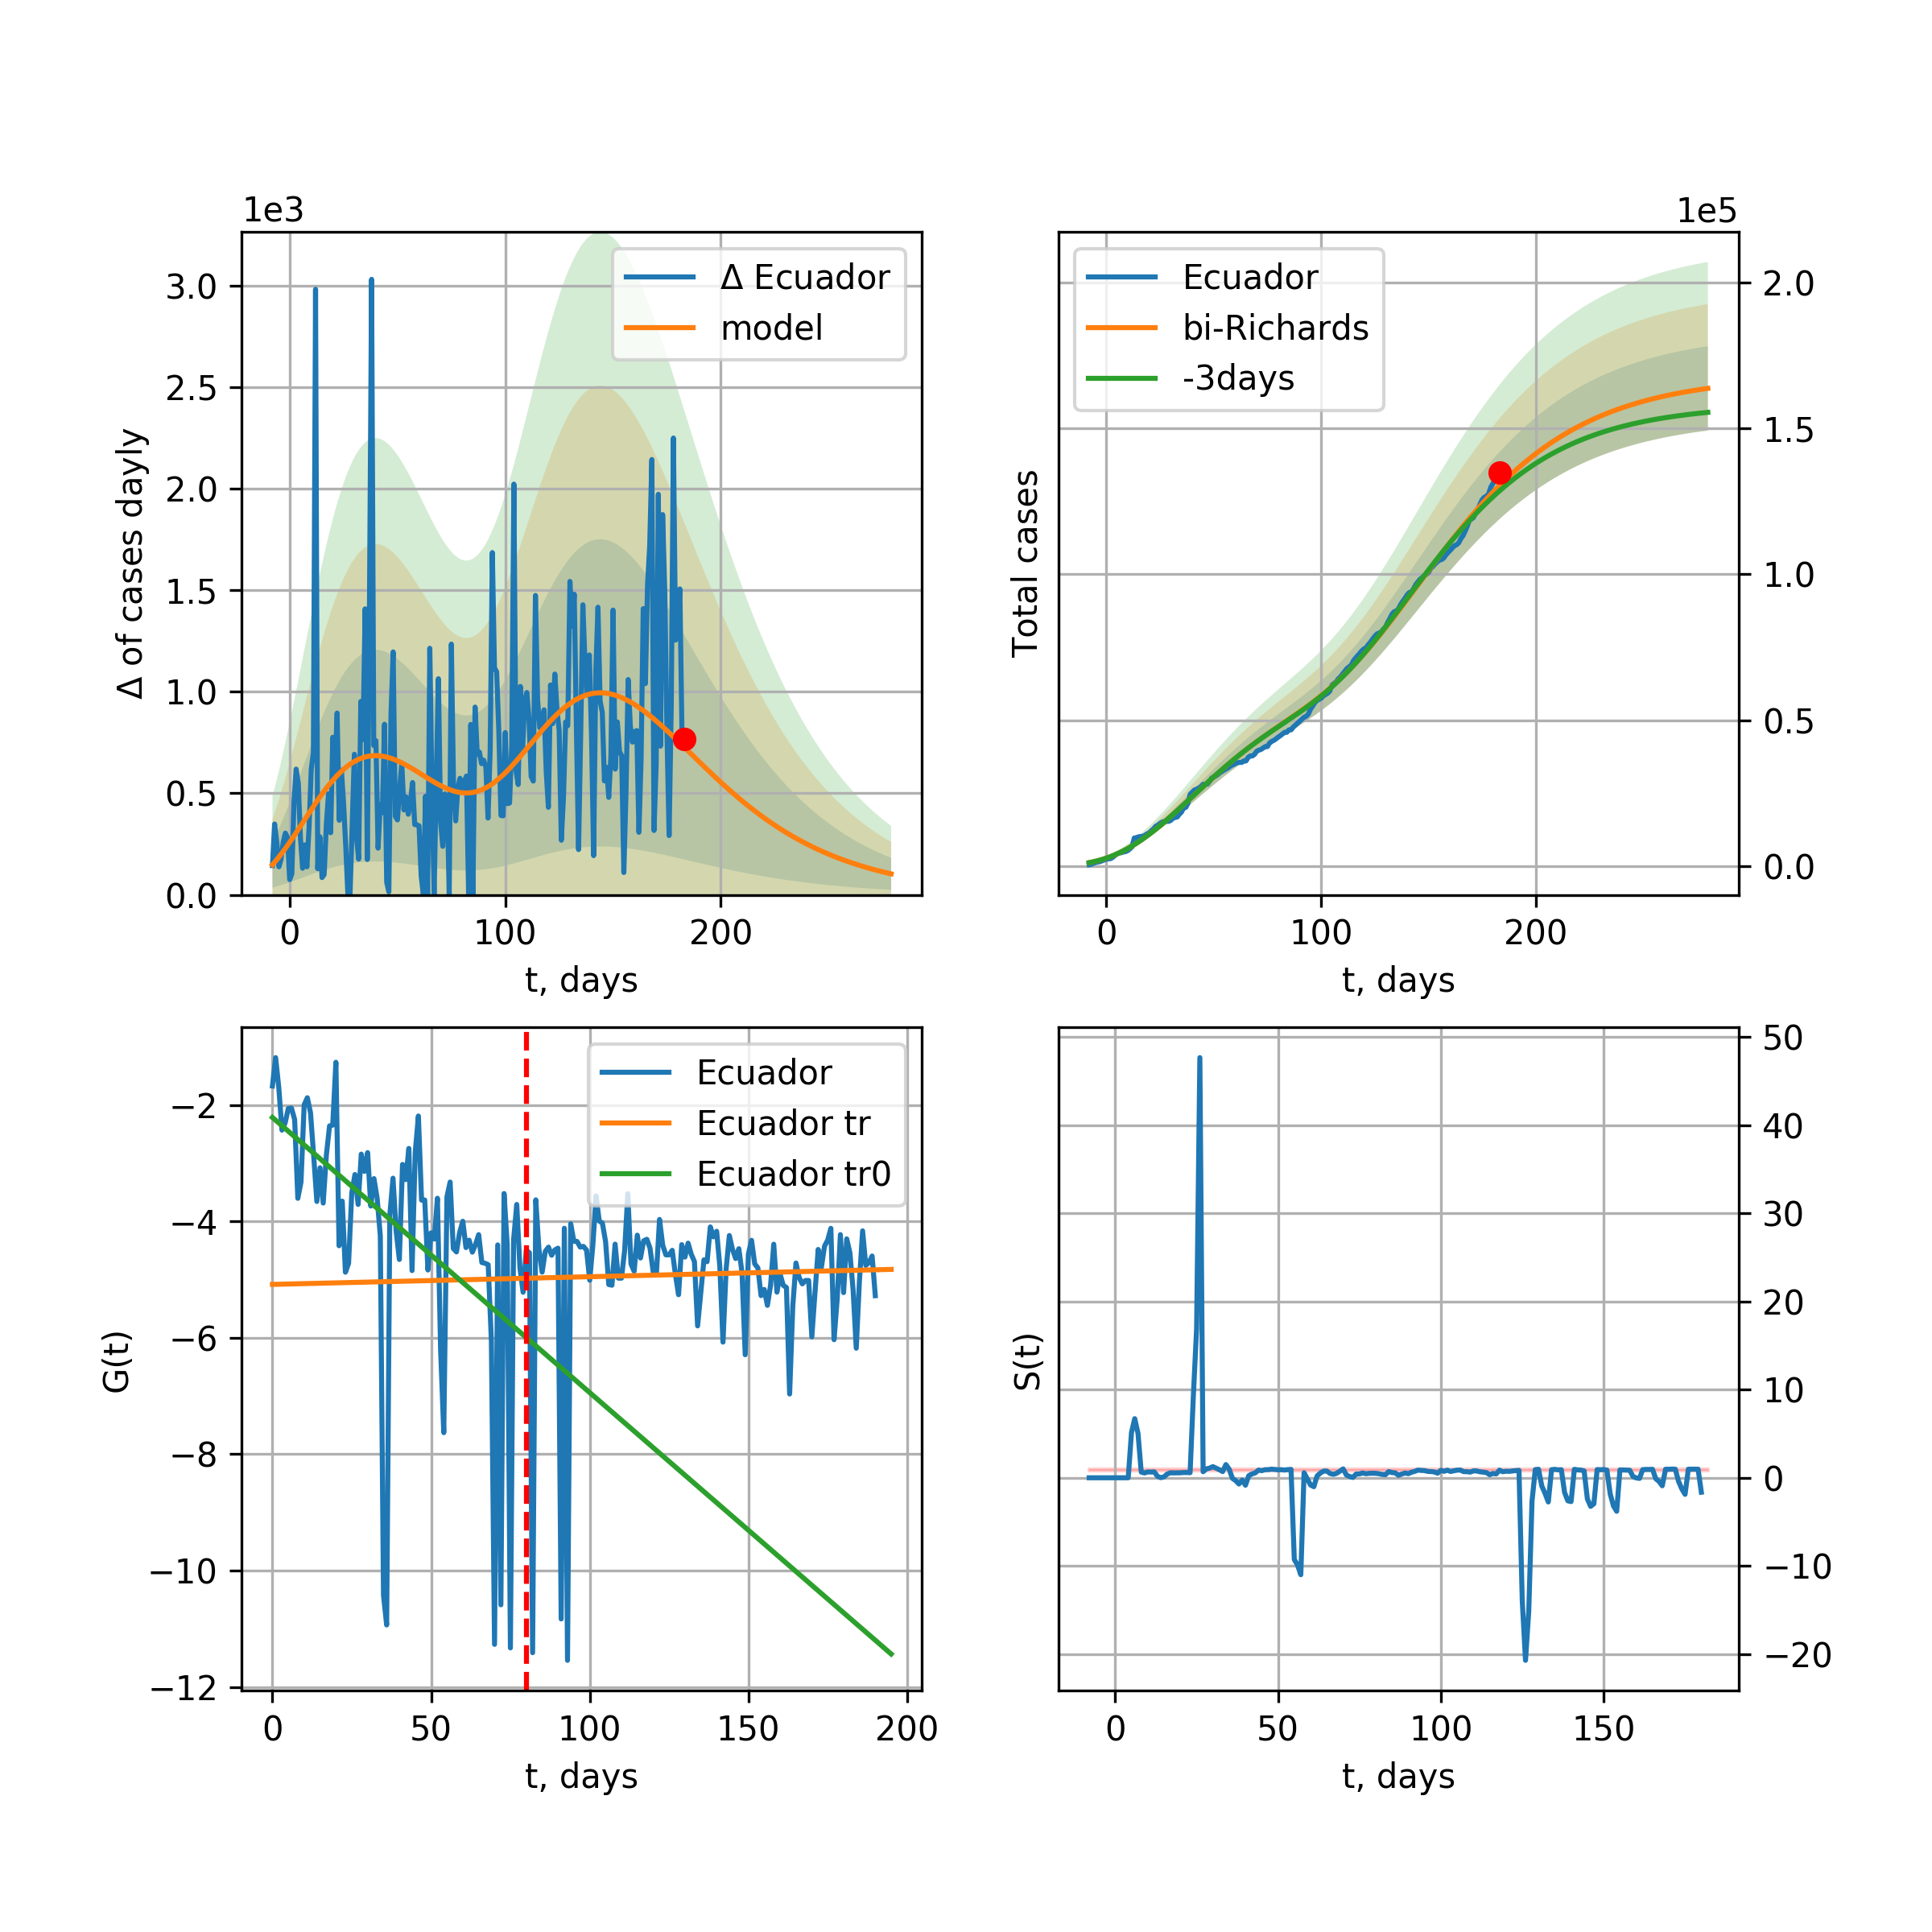 1e3
3.0
2.5
2.0
1.5
1.0
0.5
0.0
Δ of cases dayly
0 100 200
t, days
Δ Ecuador
model
1e5
2.0
1.5
1.0
0.5
0.0
Total cases
0 100 200
t, days
Ecuador
bi-Richards
-3days
−2
−4
−6
−8
−10
−12
G(t)
0 50 100 150 200
t, days
Ecuador
Ecuador tr
Ecuador tr0
50
40
30
20
10
0
−10
−20
S(t)
0 50 100 150
t, days